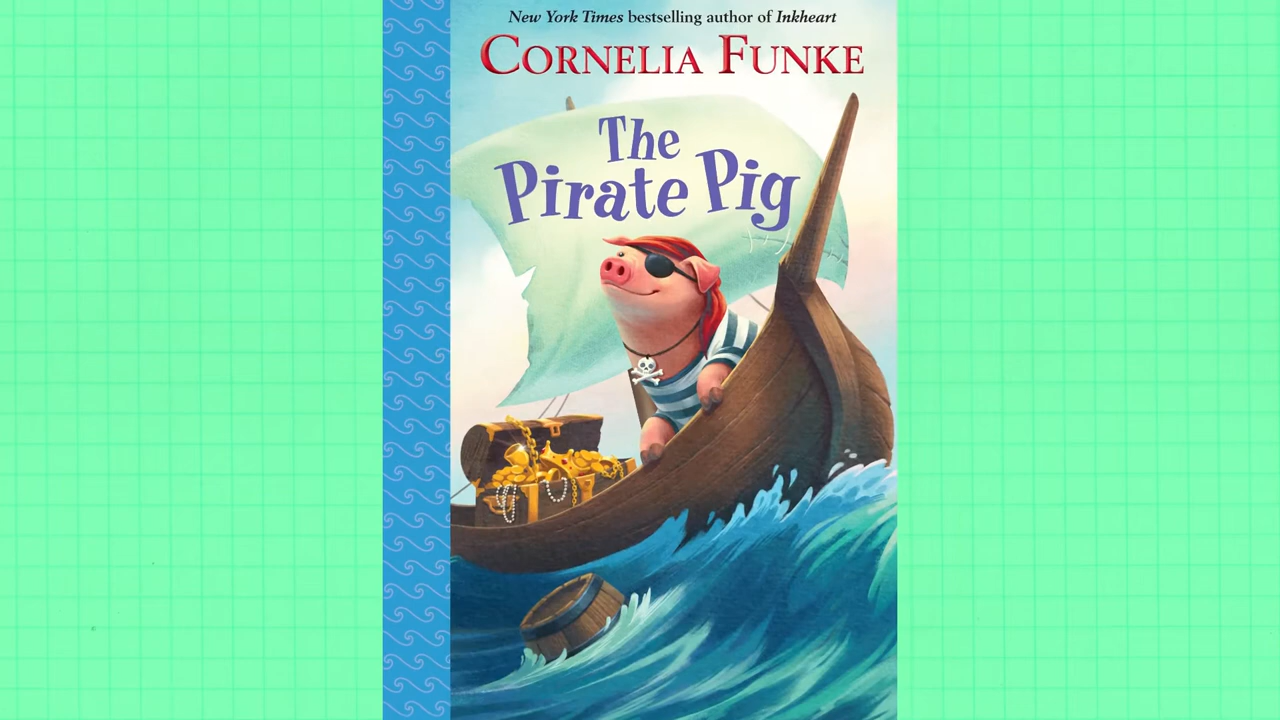 New York Times bestselling author of Inkheart
CORNELIA FUNKE
The
Pirate Pig